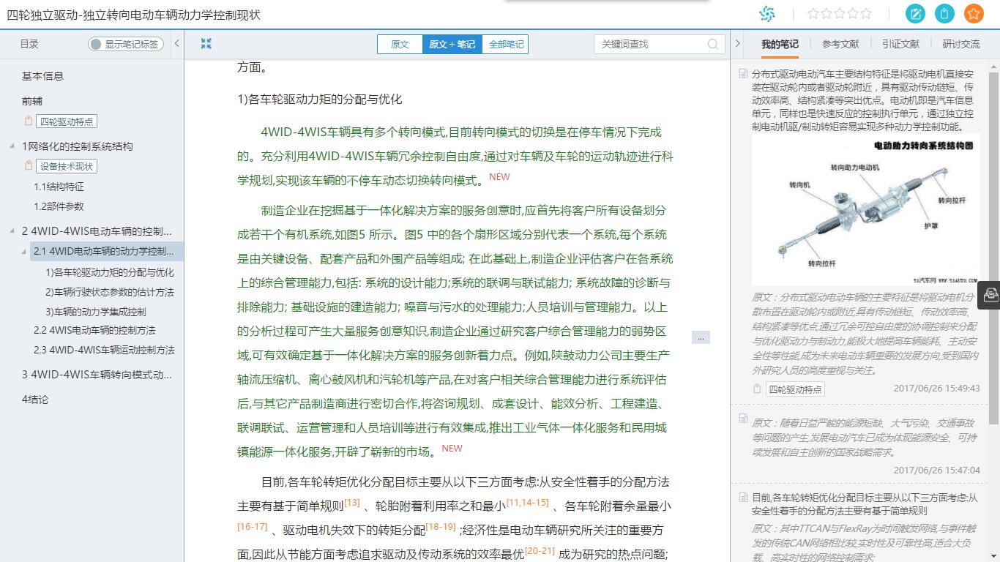 四轮独立驱动-独立转向电动车辆动力学控制现状
目录
显示笔记标签
基本信息
前辅
四轮驱动特点
1网络化的控制系统结构
设备技术现状
1.1结构特征
1.2部件参数
2 4WID-4WIS电动车辆的控制...
2.1 4WID电动车辆的动力学控制...
1)各车轮驱动力矩的分配与优化
2)车辆行驶状态参数的估计方法
3)车辆的动力学集成控制
2.2 4WIS电动车辆的控制方法
2.3 4WID-4WIS车辆运动控制方法
3 4WID-4WIS车辆转向模式动...
4结论
原文
原文 + 笔记
全部笔记
关键词查找
方面。
1)各车轮驱动力矩的分配与优化
4WID-4WIS车辆具有多个转向模式,目前转向模式的切换是在停车情况下完成
的。充分利用4WID-4WIS车辆冗余控制自由度,通过对车辆及车轮的运动轨迹进行科
学规划,实现该车辆的不停车动态切换转向模式。NEW
制造企业在挖掘基于一体化解决方案的服务创意时,应首先将客户所有设备划分
成若干个有机系统,如图5 所示。图5 中的各个扇形区域分别代表一个系统,每个系统
是由关键设备、配套产品和外围产品等组成; 在此基础上,制造企业评估客户在各系统
上的综合管理能力,包括: 系统的设计能力;系统的联调与联试能力; 系统故障的诊断与
排除能力; 基础设施的建造能力; 噪音与污水的处理能力;人员培训与管理能力。以上
的分析过程可产生大量服务创意知识,制造企业通过研究客户综合管理能力的弱势区
域,可有效确定基于一体化解决方案的服务创新着力点。例如,陕鼓动力公司主要生产
轴流压缩机、离心鼓风机和汽轮机等产品,在对客户相关综合管理能力进行系统评估
后,与其它产品制造商进行密切合作,将咨询规划、成套设计、能效分析、工程建造、
联调联试、运营管理和人员培训等进行有效集成,推出工业气体一体化服务和民用城
镇能源一体化服务,开辟了崭新的市场。NEW
目前,各车轮转矩优化分配目标主要从以下三方面考虑:从安全性着手的分配方法
主要有基于简单规则[13] 、轮胎附着利用率之和最小[11,14-15] 、各车轮附着余量最小
[16-17] 、驱动电机失效下的转矩分配[18-19] ;经济性是电动车辆研究所关注的重要方
面,因此从节能方面考虑追求驱动及传动系统的效率最优[20-21] 成为研究的热点问题;
...
我的笔记
参考文献
引证文献
研讨交流
分布式驱动电动汽车主要结构特征是将驱动电机直接安
装在驱动轮内或者驱动轮附近，具有驱动传动链短、传
动效率高、结构紧凑等突出优点。电动机即是汽车信息
单元，同样也是快速反应的控制执行单元，通过独立控
制电动机驱/制动转矩容易实现多种动力学控制功能。
电动助力转向系统结构图
转向助力电动机
转向机
转向拉杆
护罩
转向拉杆
51汽车网 WWW.51AUTO.COM
原文：分布式驱动电动车辆的主要特征是将驱动电机分
散布置在驱动轮内或附近,具有传动链短、传动效率高、
结构紧凑等优点,通过冗余可控自由度的协调控制来分配
与优化驱动力与制动力,能极大地提高车辆能耗、主动安
全性等性能,成为未来电动车辆重要的发展方向,受到国内
外研究人员的高度重视与关注。
四轮驱动特点
2017/06/26 15:49:43
原文：随着日益严峻的能源短缺、大气污染、交通事故
等问题的产生,发展电动汽车已成为体现能源安全、可持
续发展和自主创新的国家战略需求。
2017/06/26 15:47:04
目前,各车轮转矩优化分配目标主要从以下三方面考虑:从
安全性着手的分配方法主要有基于简单规则
原文：其中TTCAN与FlexRay为时间触发网络,与事件触
发的传统CAN网络相比较,实时性及可靠性高,适合大负
载、高实时性的网络控制需求;